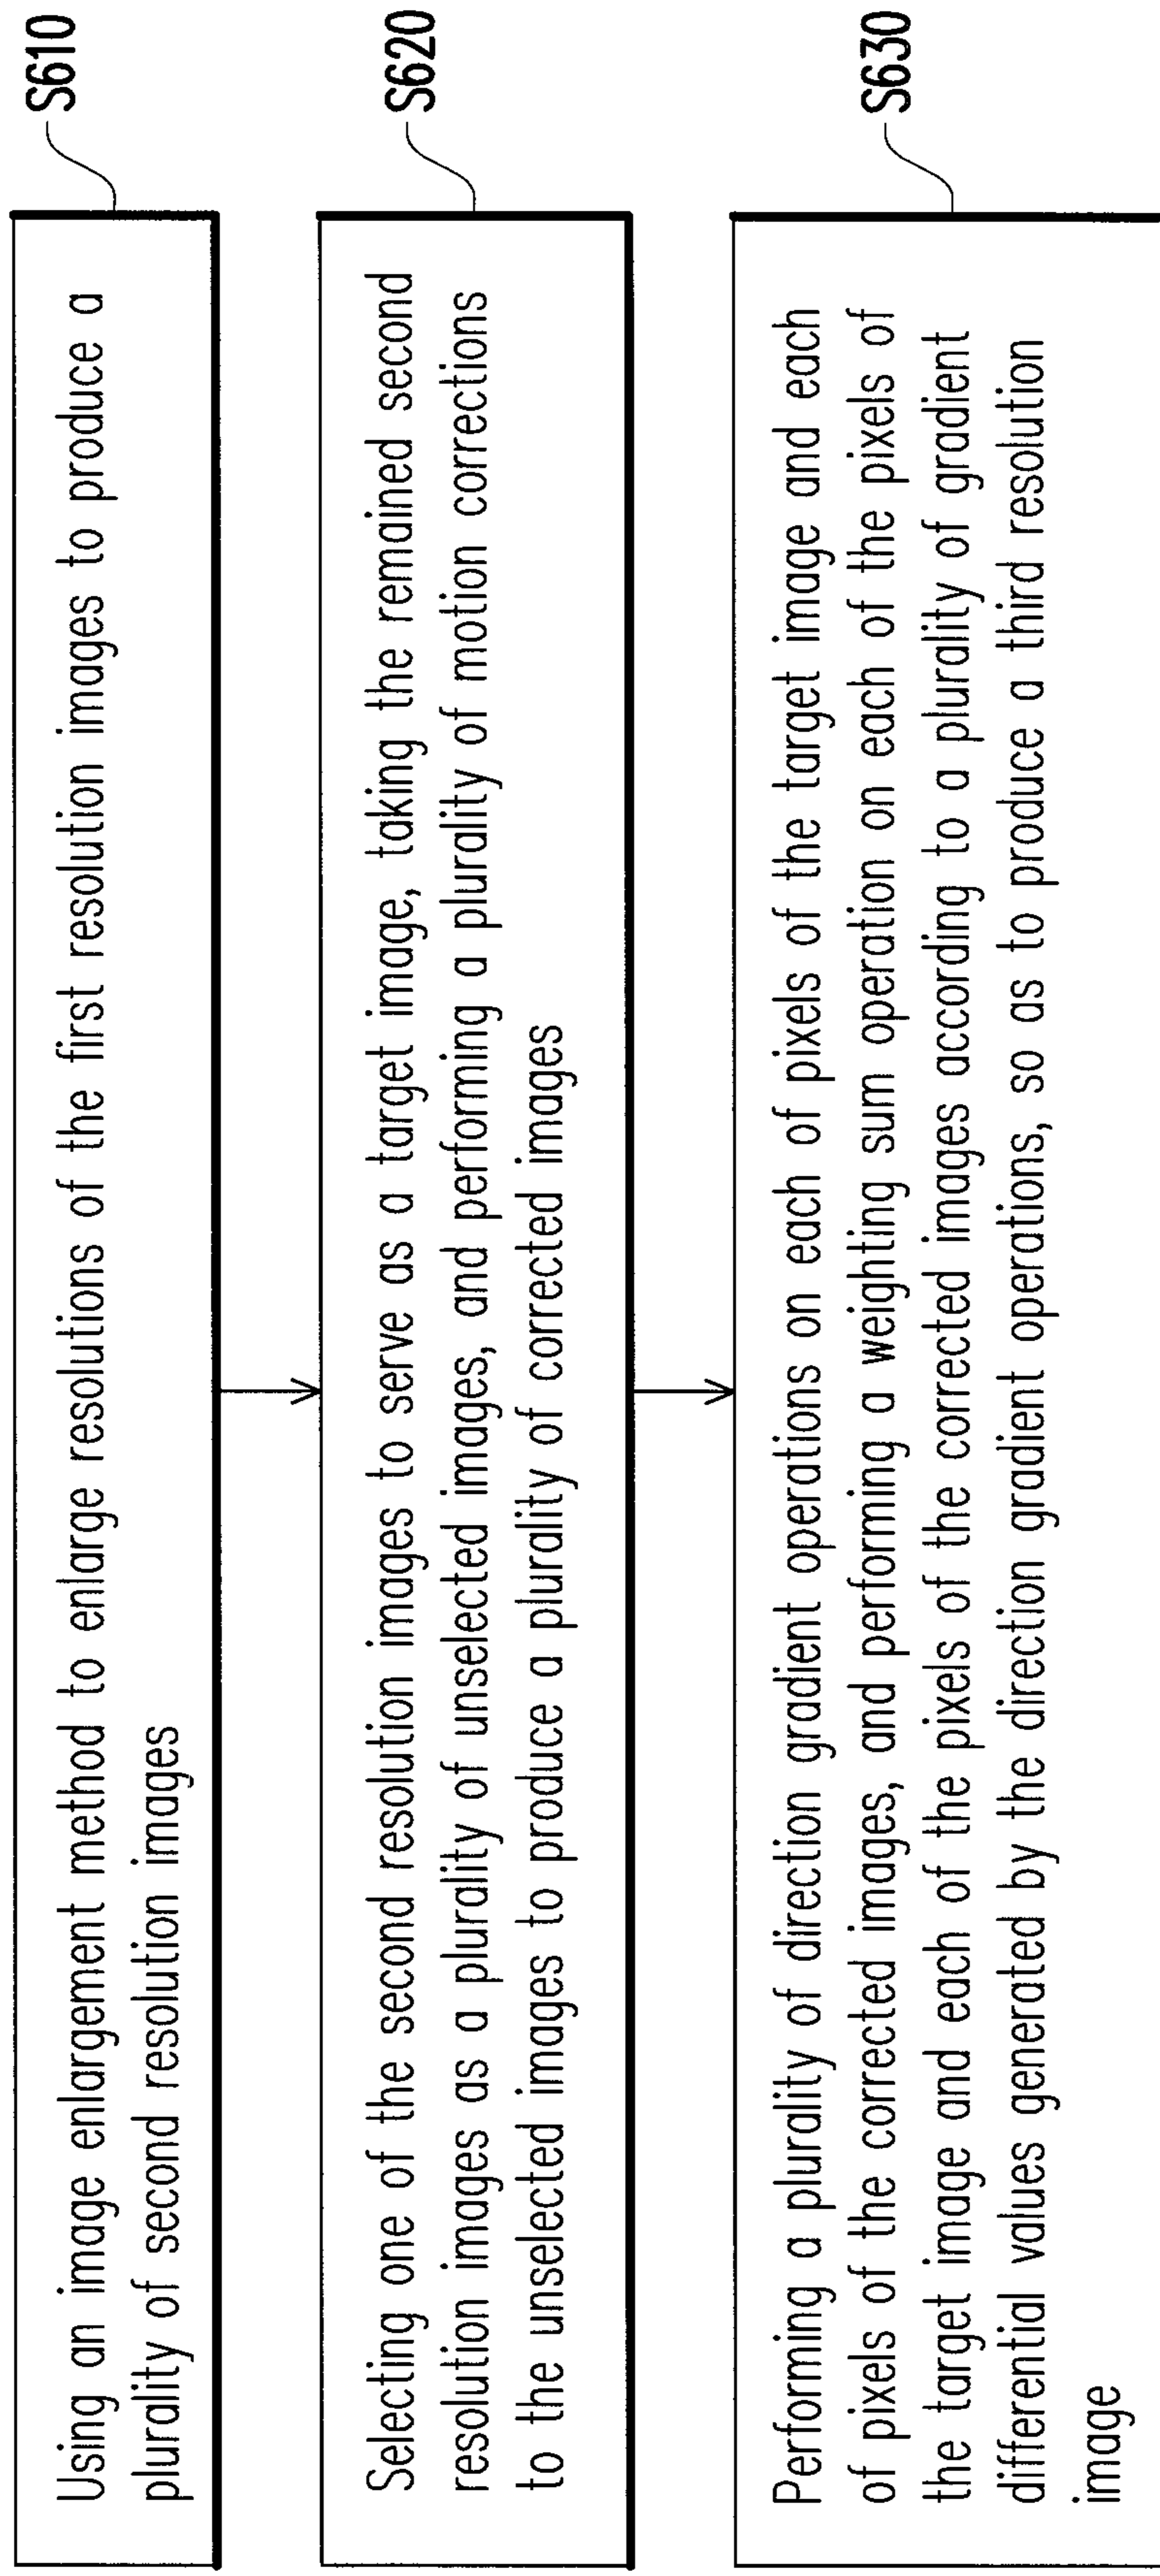 Using an image enlargement method to enlarge resolutions of the first resolution images to produce a
plurality of second resolution images
S610
Selecting one of the second resolution images to serve as a target image, taking the remained second
resolution images as a plurality of unselected images, and performing a plurality of motion corrections
to the unselected images to produce a plurality of corrected images
S620
Performing a plurality of direction gradient operations on each of pixels of the target image and each
of pixels of the corrected images, and performing a weighting sum operation on each of the pixels of
the target image and each of the pixels of the corrected images according to a plurality of gradient
differential values generated by the direction gradient operations, so as to produce a third resolution
image
S630